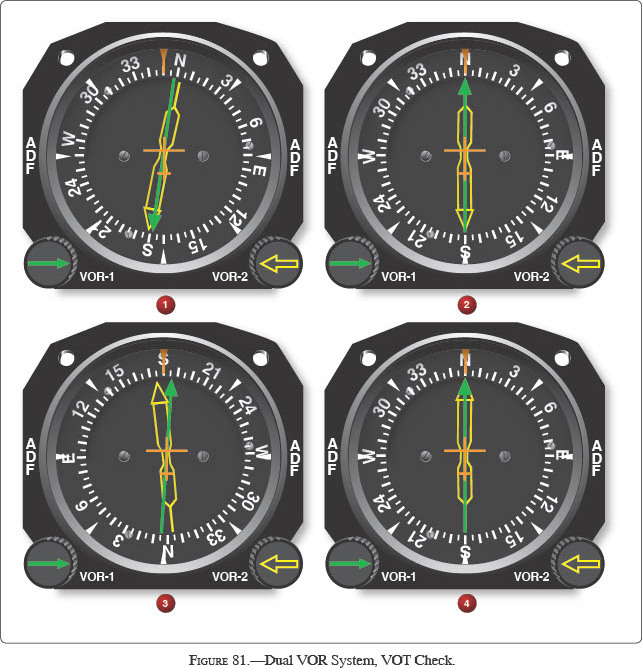 33 N 3
30 6
W E
24 12
21 S 15
ADF ADF
VOR-1 VOR-2
1
33 N 3
30 6
W E
24 12
21 S 15
ADF ADF
VOR-1 VOR-2
2
15 S 21
12 24
E W
6 30
3 N 33
ADF ADF
VOR-1 VOR-2
3
33 N 3
30 6
W E
24 12
21 S 15
ADF ADF
VOR-1 VOR-2
4
FIGURE 81.—Dual VOR System, VOT Check.